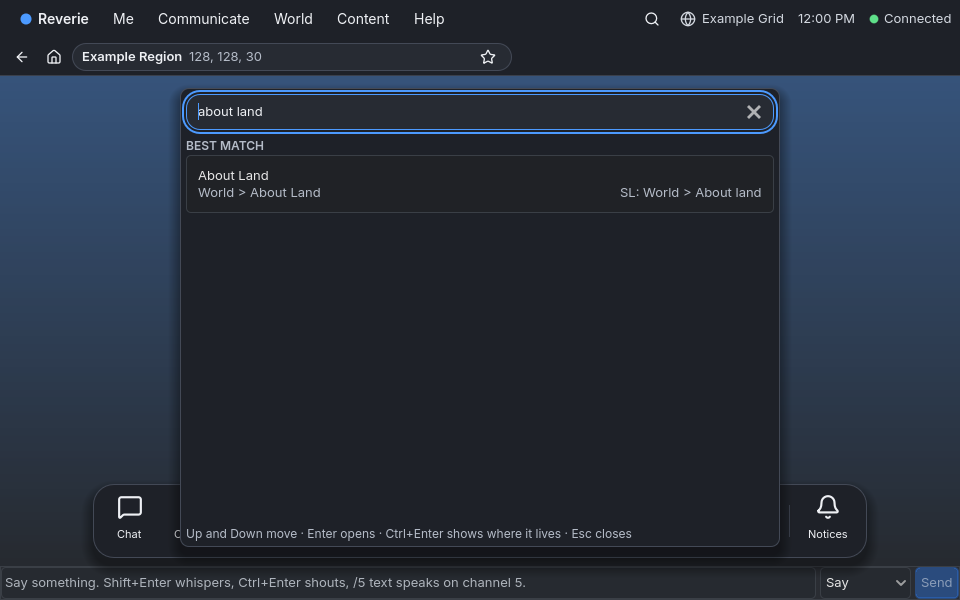 Reverie Me Communicate World Content Help Example Grid 12:00 PM Connected
Example Region 128, 128, 30
about land
BEST MATCH
About Land
World > About Land SL: World > About land
Up and Down move · Enter opens · Ctrl+Enter shows where it lives · Esc closes
Chat Notices
Say something. Shift+Enter whispers, Ctrl+Enter shouts, /5 text speaks on channel 5. Say Send